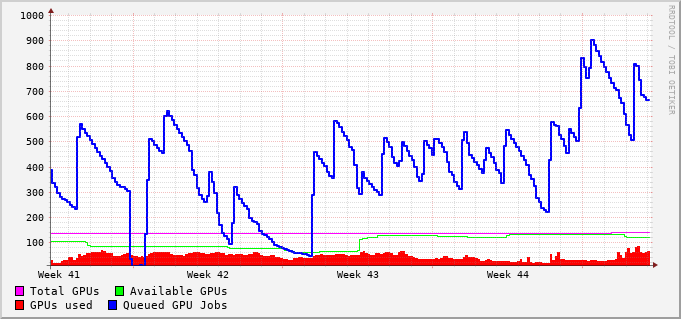 1000
900
800
700
600
500
400
300
200
100
Week 41 Week 42 Week 43 Week 44
Total GPUs Available GPUs
GPUs used Queued GPU Jobs
RRDTOOL / TOBI OETIKER